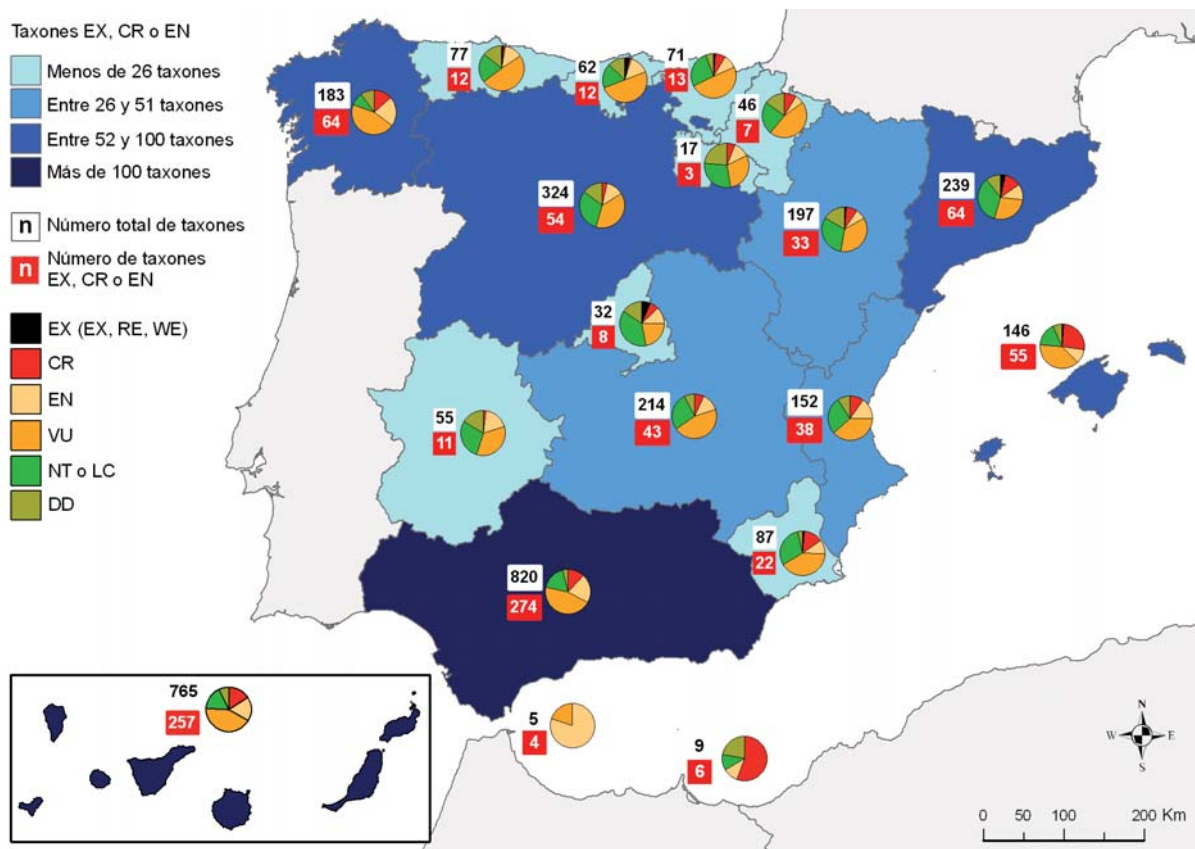 Taxones EX, CR o EN
Menos de 26 taxones
Entre 26 y 51 taxones
Entre 52 y 100 taxones
Más de 100 taxones
n Número total de taxones
n Número de taxones
EX, CR o EN
EX (EX, RE, WE)
CR
EN
VU
NT o LC
DD
183
64
77
12
62
12
71
13
46
7
17
3
324
54
197
33
239
64
32
8
146
55
55
11
214
43
152
38
87
22
820
274
765
257
5
4
9
6
N
W E
S
0 50 100 200 Km